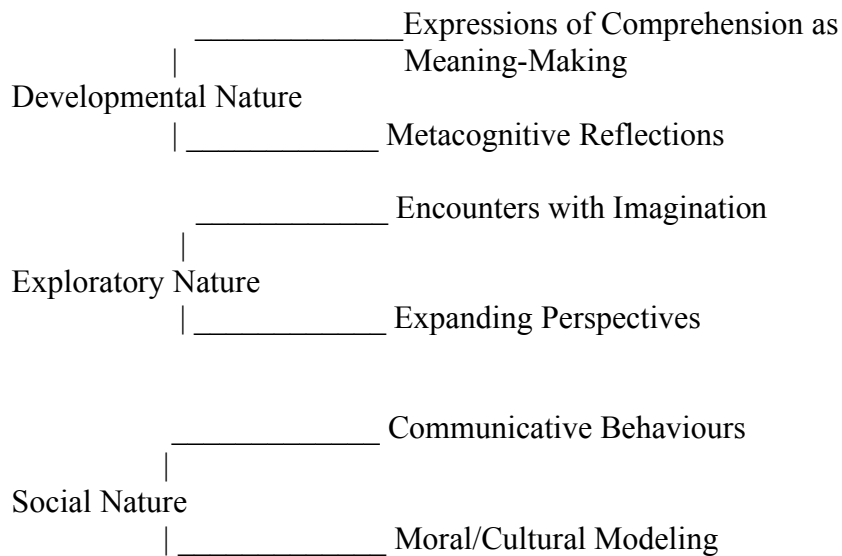 Expressions of Comprehension as
Meaning-Making
Developmental Nature
Metacognitive Reflections
Encounters with Imagination
Exploratory Nature
Expanding Perspectives
Communicative Behaviours
Social Nature
Moral/Cultural Modeling